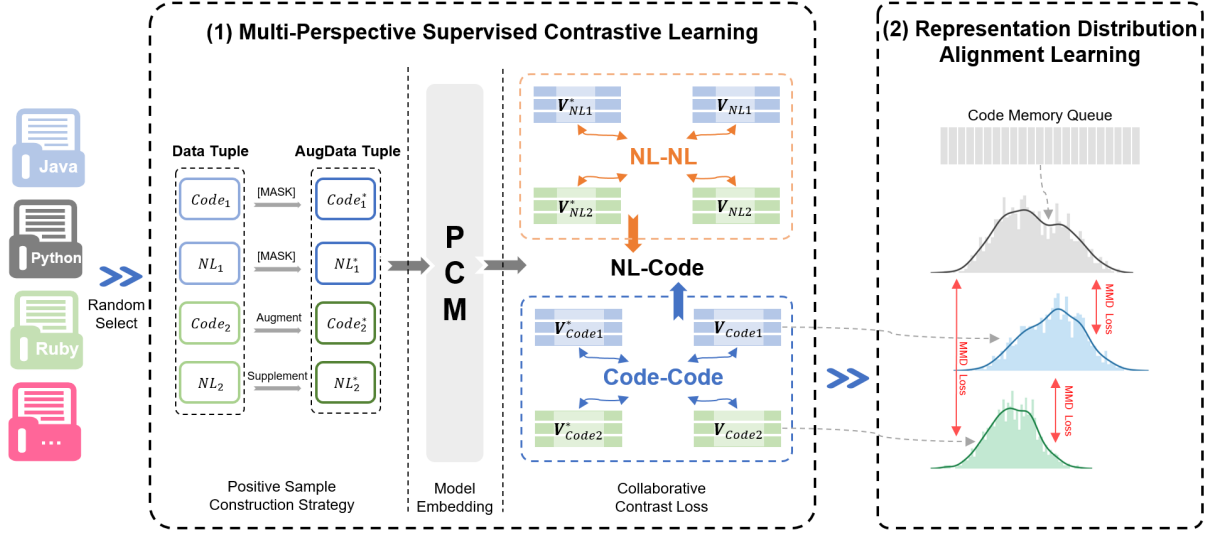 (1) Multi-Perspective Supervised Contrastive Learning
(2) Representation Distribution
Alignment Learning
Java
Python
Ruby
...
Random
Select
Data Tuple
AugData Tuple
Code₁
[MASK]
Code₁*
NL₁
[MASK]
NL₁*
Code₂
Augment
Code₂*
NL₂
Supplement
NL₂*
Positive Sample
Construction Strategy
P
C
M
Model
Embedding
V*NL1
VNL1
NL-NL
V*NL2
VNL2
NL-Code
V*Code1
VCode1
Code-Code
V*Code2
VCode2
Collaborative
Contrast Loss
Code Memory Queue
MMD Loss
MMD Loss
MMD Loss